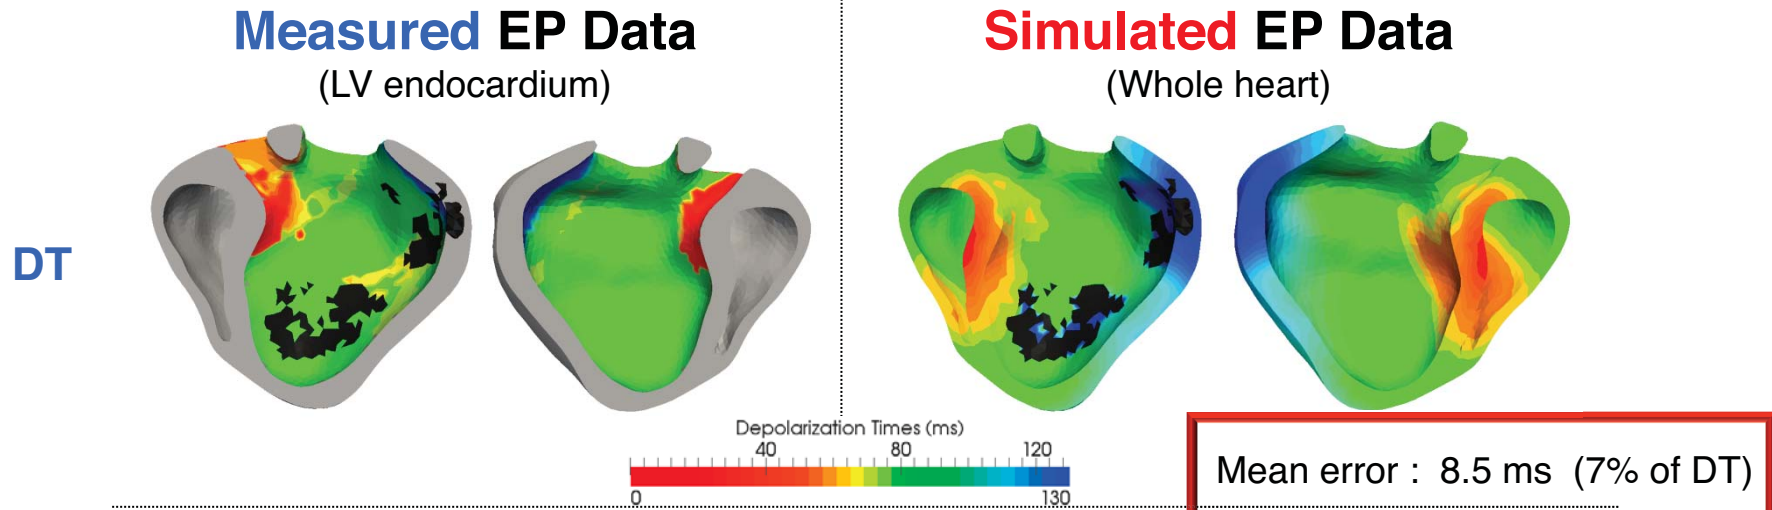 Measured EP Data
(LV endocardium)
Simulated EP Data
(Whole heart)
DT
Depolarization Times (ms)
40 80 120
0 130
Mean error : 8.5 ms (7% of DT)